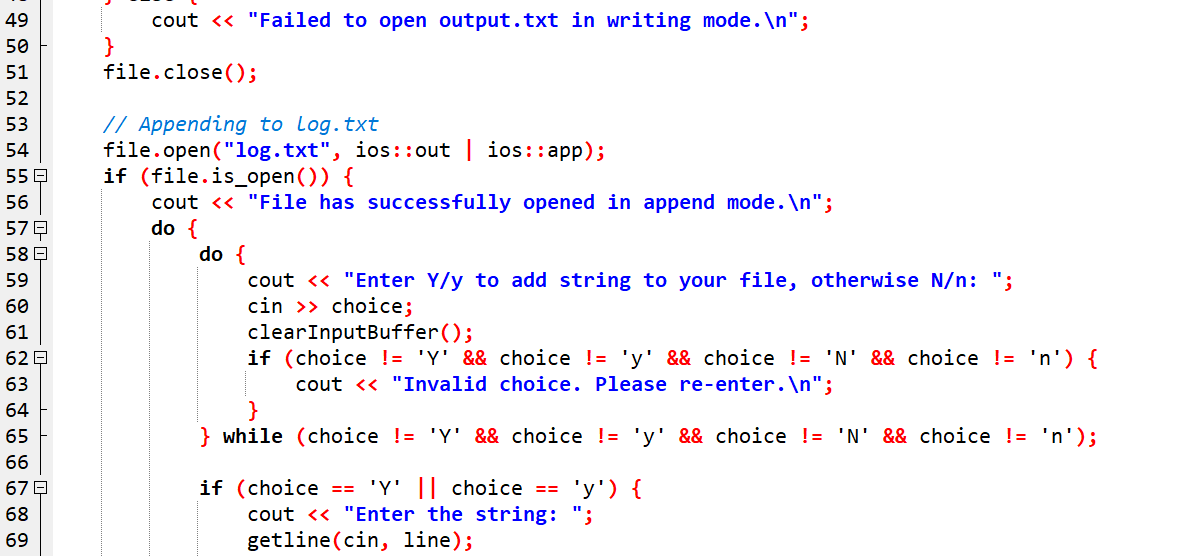 49 cout << "Failed to open output.txt in writing mode.\n";
50 }
51 file.close();
52
53 // Appending to log.txt
54 file.open("log.txt", ios::out | ios::app);
55 if (file.is_open()) {
56 cout << "File has successfully opened in append mode.\n";
57 do {
58 do {
59 cout << "Enter Y/y to add string to your file, otherwise N/n: ";
60 cin >> choice;
61 clearInputBuffer();
62 if (choice != 'Y' && choice != 'y' && choice != 'N' && choice != 'n') {
63 cout << "Invalid choice. Please re-enter.\n";
64 }
65 } while (choice != 'Y' && choice != 'y' && choice != 'N' && choice != 'n');
66
67 if (choice == 'Y' || choice == 'y') {
68 cout << "Enter the string: ";
69 getline(cin, line);